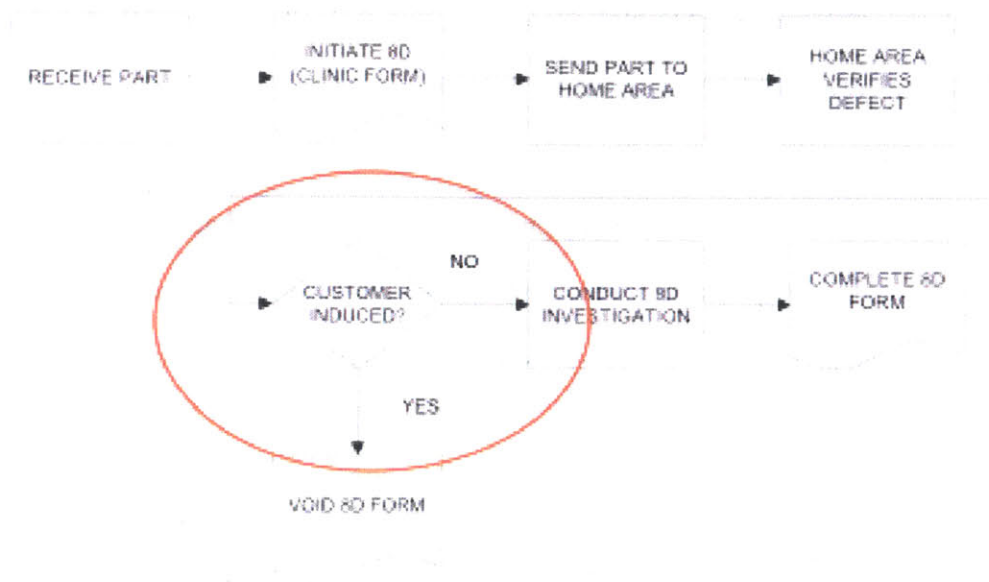 RECEIVE PART
INITIATE 8D
(CLINIC FORM)
SEND PART TO
HOME AREA
HOME AREA
VERIFIES
DEFECT
CUSTOMER
INDUCED?
NO
CONDUCT 8D
INVESTIGATION
COMPLETE 8D
FORM
YES
VOID 8D FORM